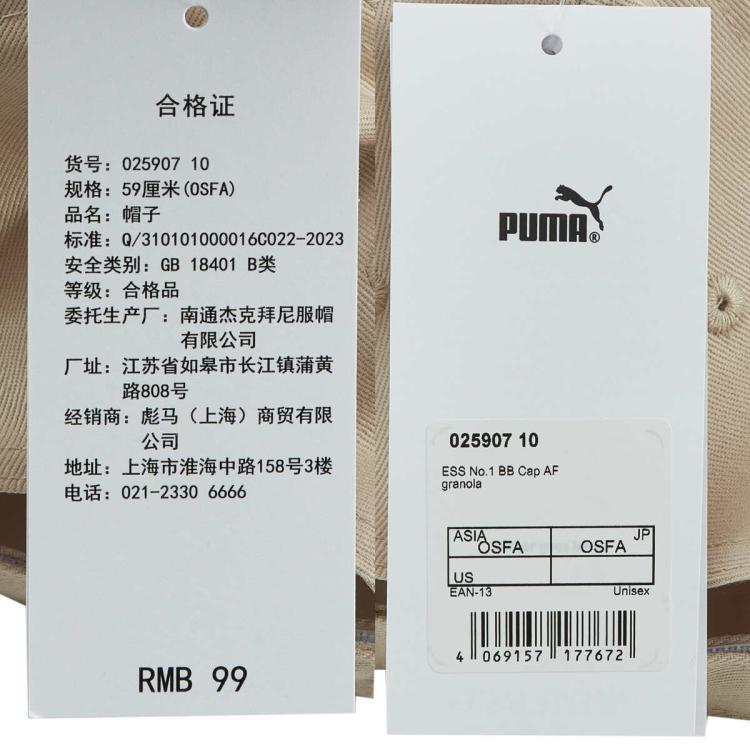 合格证
货号：025907 10
规格：59厘米(OSFA)
品名：帽子
标准：Q/310101000016C022-2023
安全类别：GB 18401 B类
等级：合格品
委托生产厂：南通杰克拜尼服帽
有限公司
厂址：江苏省如皋市长江镇蒲黄
路808号
经销商：彪马（上海）商贸有限
公司
地址：上海市淮海中路158号3楼
电话：021-2330 6666
RMB 99
PUMA®
025907 10
ESS No.1 BB Cap AF
granola
ASIA OSFA OSFA JP
US
EAN-13 Unisex
4 069157 177672